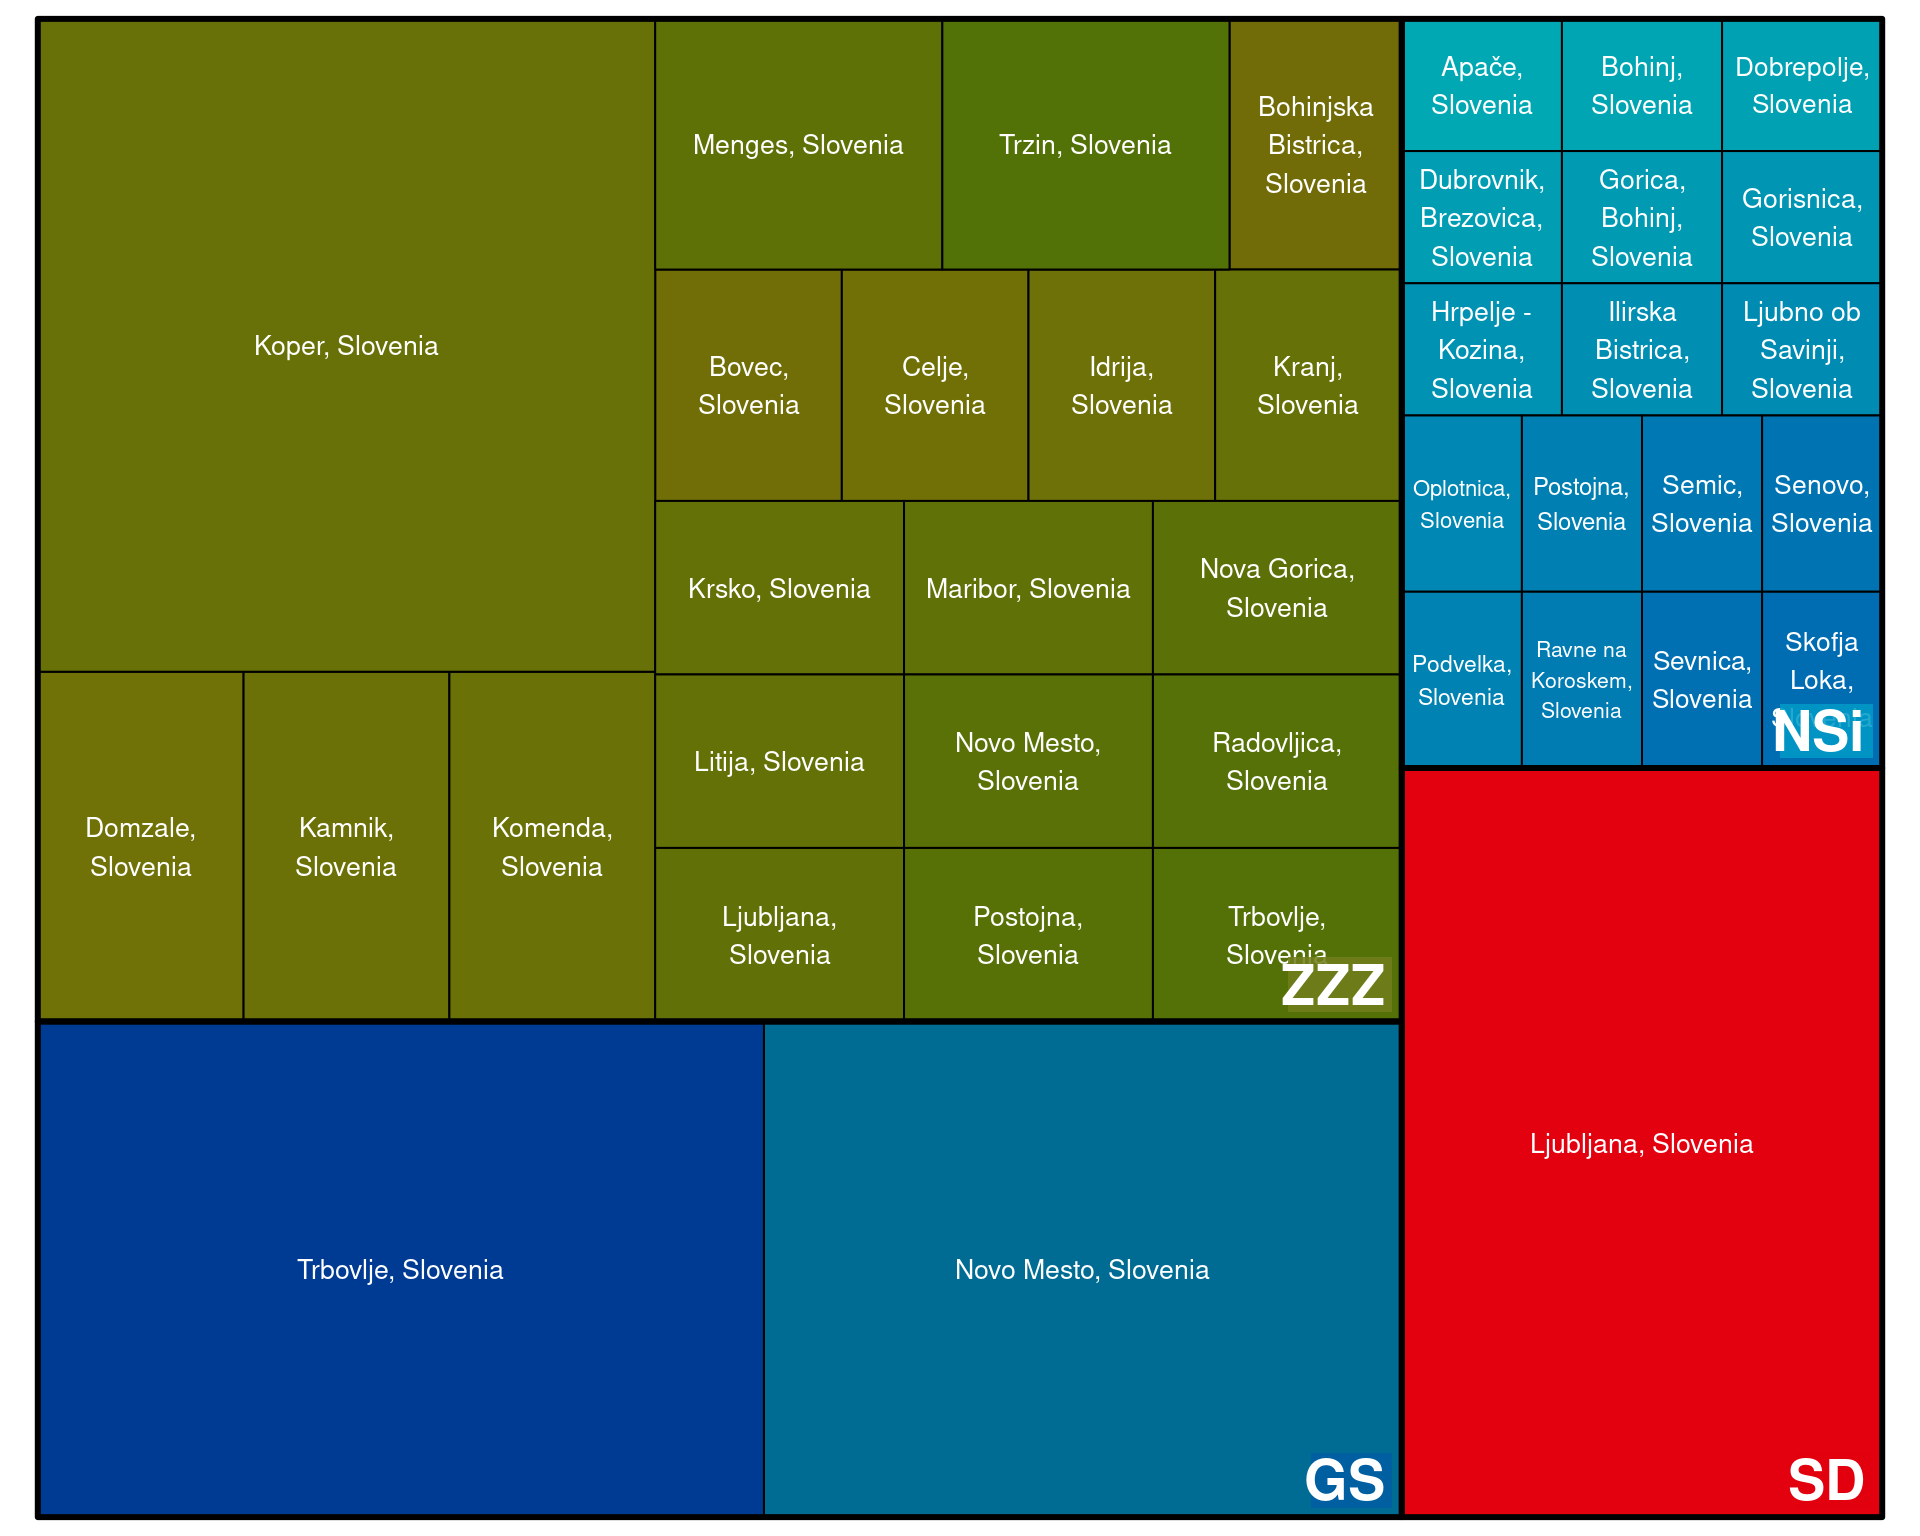 Koper, Slovenia
Menges, Slovenia
Trzin, Slovenia
Bohinjska
Bistrica,
Slovenia
Bovec,
Slovenia
Celje,
Slovenia
Idrija,
Slovenia
Kranj,
Slovenia
Krsko, Slovenia
Maribor, Slovenia
Nova Gorica,
Slovenia
Litija, Slovenia
Novo Mesto,
Slovenia
Radovljica,
Slovenia
Domzale,
Slovenia
Kamnik,
Slovenia
Komenda,
Slovenia
Ljubljana,
Slovenia
Postojna,
Slovenia
Trbovlje,
Slovenia
ZZZ
Apače,
Slovenia
Bohinj,
Slovenia
Dobrepolje,
Slovenia
Dubrovnik,
Brezovica,
Slovenia
Gorica,
Bohinj,
Slovenia
Gorisnica,
Slovenia
Hrpelje -
Kozina,
Slovenia
Ilirska
Bistrica,
Slovenia
Ljubno ob
Savinji,
Slovenia
Oplotnica,
Slovenia
Postojna,
Slovenia
Semic,
Slovenia
Senovo,
Slovenia
Podvelka,
Slovenia
Ravne na
Koroskem,
Slovenia
Sevnica,
Slovenia
Skofja
Loka,
NSi
Trbovlje, Slovenia
Novo Mesto, Slovenia
GS
Ljubljana, Slovenia
SD